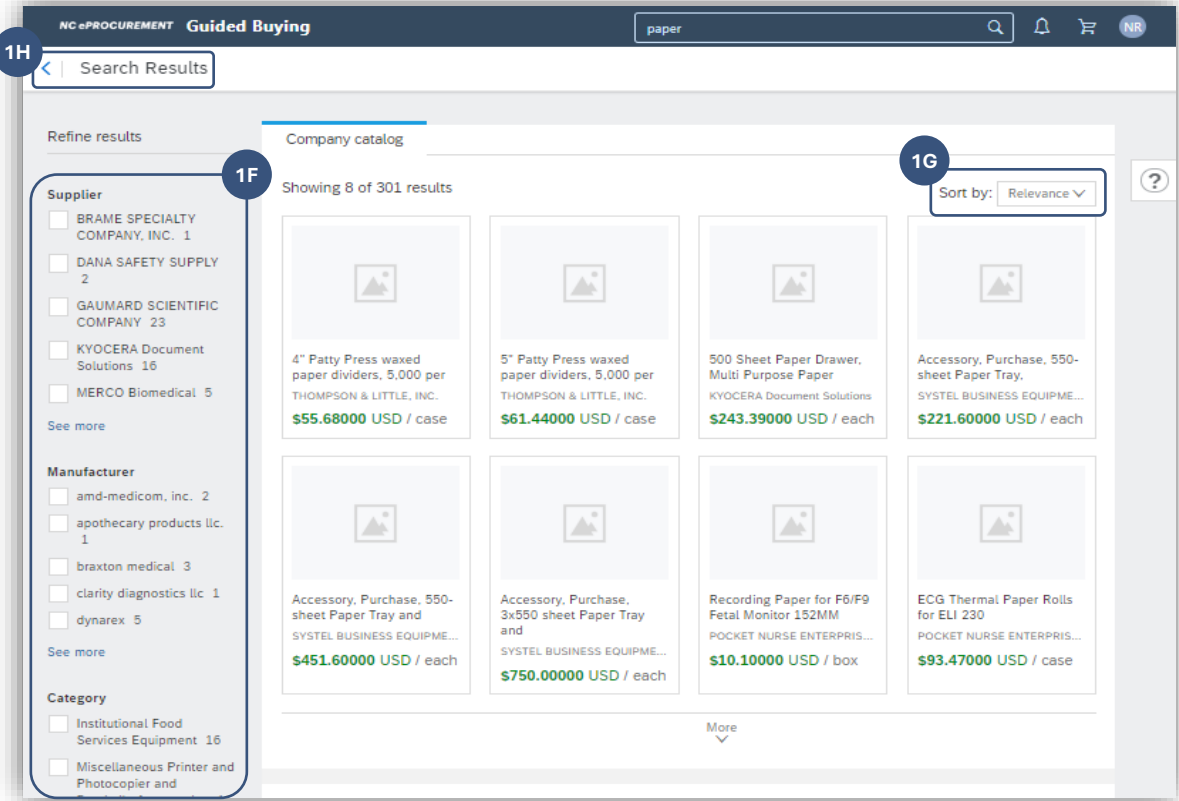 NC ePROCUREMENT Guided Buying
paper
NR
1H
Search Results
Refine results
1F
Supplier
BRAME SPECIALTY
COMPANY, INC. 1
DANA SAFETY SUPPLY
2
GAUMARD SCIENTIFIC
COMPANY 23
KYOCERA Document
Solutions 16
MERCO Biomedical 5
See more
Manufacturer
amd-medicom, inc. 2
apothecary products llc.
1
braxton medical 3
clarity diagnostics llc 1
dynarex 5
See more
Category
Institutional Food
Services Equipment 16
Miscellaneous Printer and
Photocopier and
Company catalog
Showing 8 of 301 results
1G
Sort by: Relevance
?
4" Patty Press waxed
paper dividers, 5,000 per
THOMPSON & LITTLE, INC.
$55.68000 USD / case
5" Patty Press waxed
paper dividers, 5,000 per
THOMPSON & LITTLE, INC.
$61.44000 USD / case
500 Sheet Paper Drawer,
Multi Purpose Paper
KYOCERA Document Solutions
$243.39000 USD / each
Accessory, Purchase, 550-
sheet Paper Tray,
SYSTEL BUSINESS EQUIPME...
$221.60000 USD / each
Accessory, Purchase, 550-
sheet Paper Tray and
SYSTEL BUSINESS EQUIPME...
$451.60000 USD / each
Accessory, Purchase,
3x550 sheet Paper Tray
and
SYSTEL BUSINESS EQUIPME...
$750.00000 USD / each
Recording Paper for F6/F9
Fetal Monitor 152MM
POCKET NURSE ENTERPRIS...
$10.10000 USD / box
ECG Thermal Paper Rolls
for ELI 230
POCKET NURSE ENTERPRIS...
$93.47000 USD / case
More